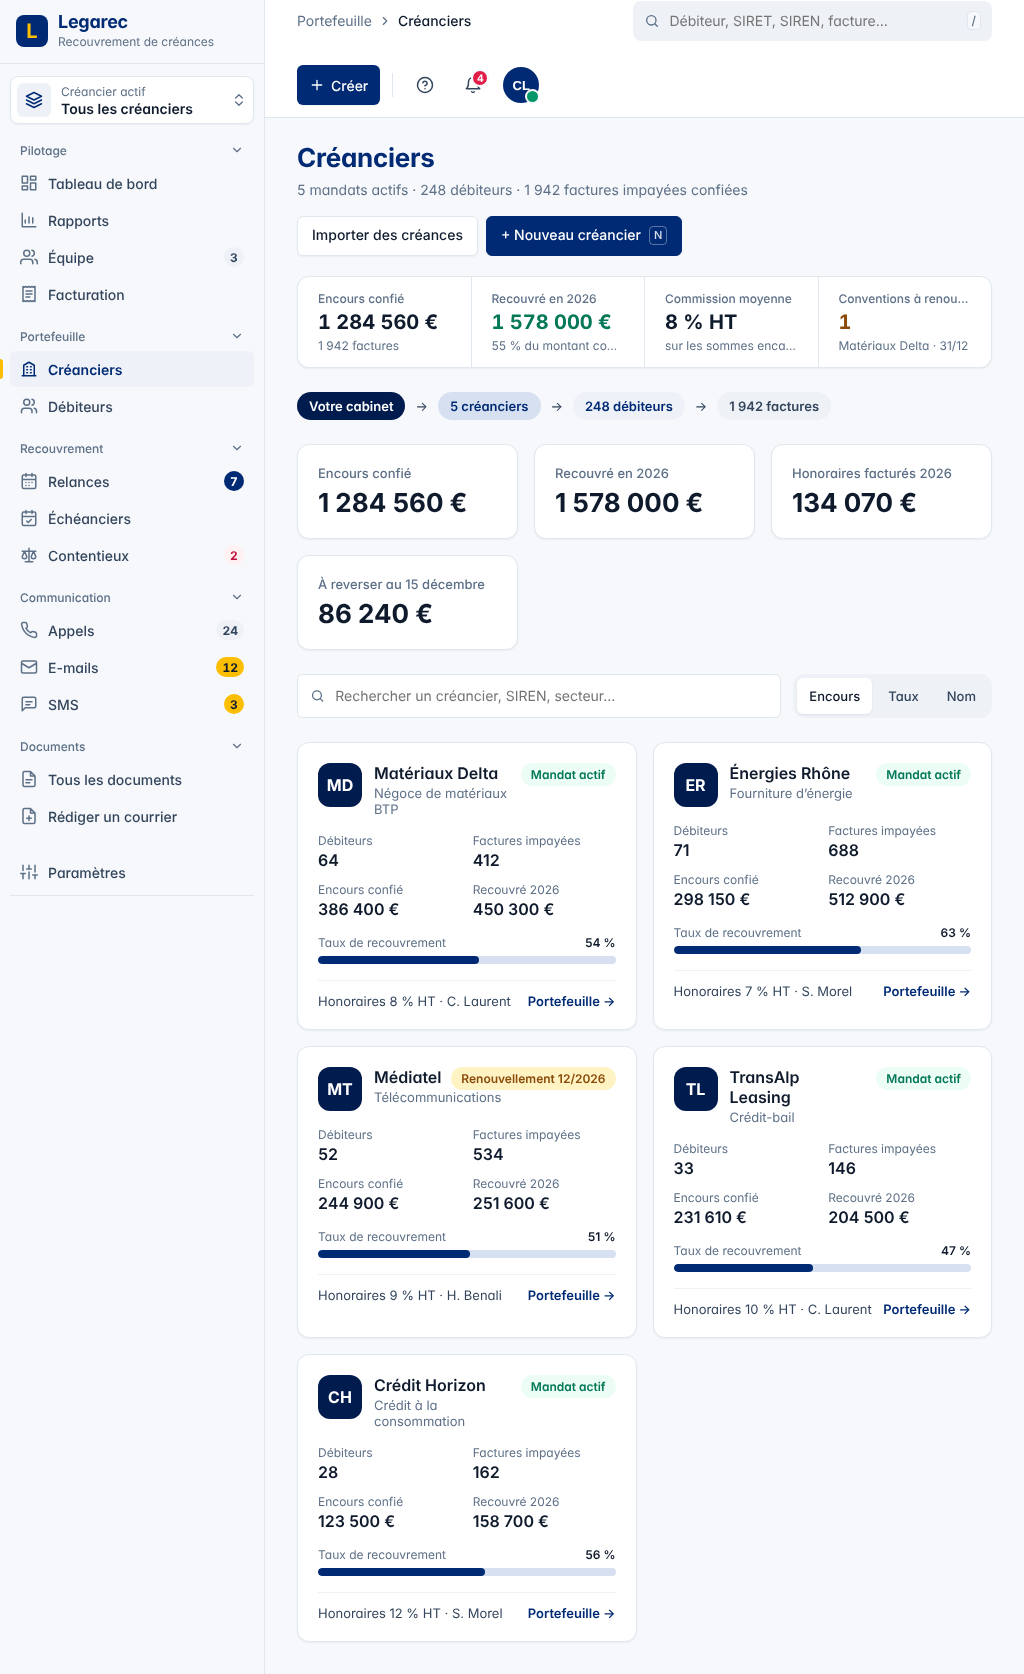 Legarec
Recouvrement de créances
Créancier actif
Tous les créanciers
Pilotage
Tableau de bord
Rapports
Équipe 3
Facturation
Portefeuille
Créanciers
Débiteurs
Recouvrement
Relances 7
Échéanciers
Contentieux 2
Communication
Appels 24
E-mails 12
SMS 3
Documents
Tous les documents
Rédiger un courrier
Paramètres
Portefeuille > Créanciers
Débiteur, SIRET, SIREN, facture... /
+ Créer
4
CL
Créanciers
5 mandats actifs · 248 débiteurs · 1 942 factures impayées confiées
Importer des créances
+ Nouveau créancier N
Encours confié
1 284 560 €
1 942 factures
Recouvré en 2026
1 578 000 €
55 % du montant co...
Commission moyenne
8 % HT
sur les sommes enca...
Conventions à renou...
1
Matériaux Delta · 31/12
Votre cabinet → 5 créanciers → 248 débiteurs → 1 942 factures
Encours confié
1 284 560 €
Recouvré en 2026
1 578 000 €
Honoraires facturés 2026
134 070 €
À reverser au 15 décembre
86 240 €
Rechercher un créancier, SIREN, secteur...
Encours Taux Nom
MD
Matériaux Delta
Mandat actif
Négoce de matériaux
BTP
Débiteurs
64
Factures impayées
412
Encours confié
386 400 €
Recouvré 2026
450 300 €
Taux de recouvrement 54 %
Honoraires 8 % HT · C. Laurent Portefeuille →
ER
Énergies Rhône
Mandat actif
Fourniture d’énergie
Débiteurs
71
Factures impayées
688
Encours confié
298 150 €
Recouvré 2026
512 900 €
Taux de recouvrement 63 %
Honoraires 7 % HT · S. Morel Portefeuille →
MT
Médiatel
Renouvellement 12/2026
Télécommunications
Débiteurs
52
Factures impayées
534
Encours confié
244 900 €
Recouvré 2026
251 600 €
Taux de recouvrement 51 %
Honoraires 9 % HT · H. Benali Portefeuille →
TL
TransAlp
Leasing
Mandat actif
Crédit-bail
Débiteurs
33
Factures impayées
146
Encours confié
231 610 €
Recouvré 2026
204 500 €
Taux de recouvrement 47 %
Honoraires 10 % HT · C. Laurent Portefeuille →
CH
Crédit Horizon
Mandat actif
Crédit à la
consommation
Débiteurs
28
Factures impayées
162
Encours confié
123 500 €
Recouvré 2026
158 700 €
Taux de recouvrement 56 %
Honoraires 12 % HT · S. Morel Portefeuille →